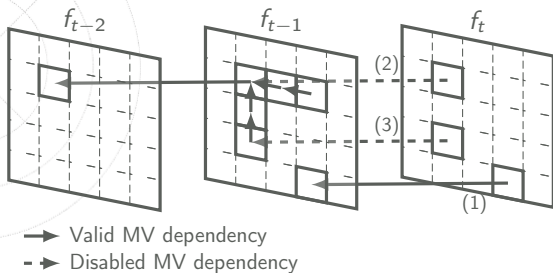 f_{t−2} f_{t−1} f_t
(2)
(3)
(1)
Valid MV dependency
Disabled MV dependency